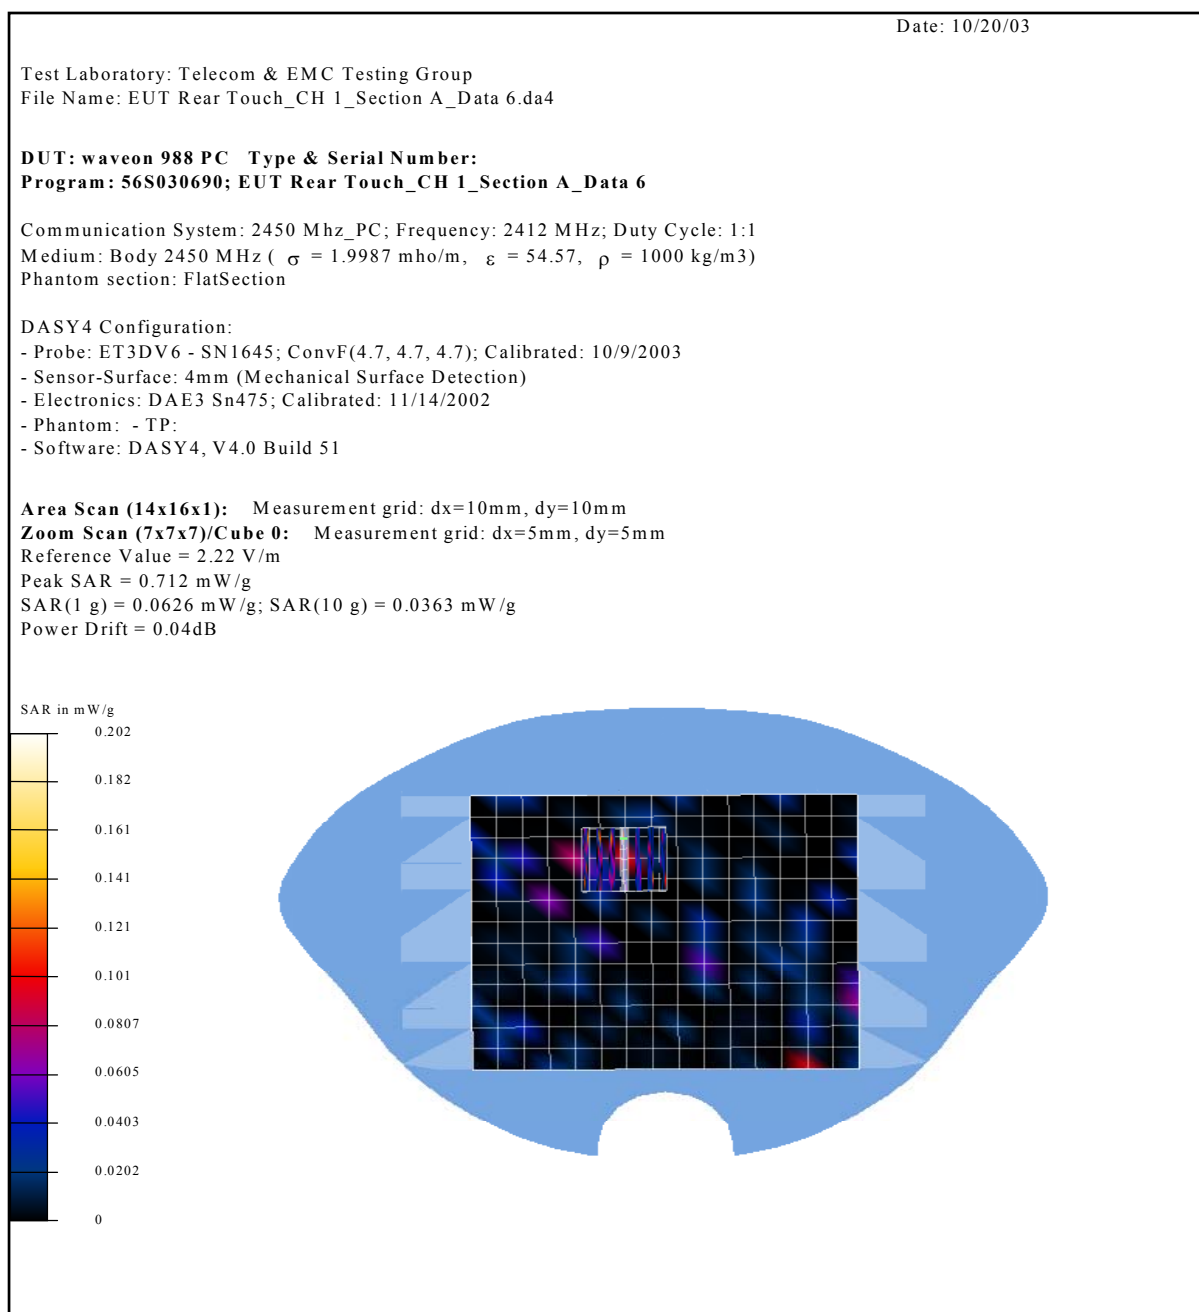 Date: 10/20/03
Test Laboratory: Telecom & EMC Testing Group
File Name: EUT Rear Touch_CH 1_Section A_Data 6.da4
DUT: waveon 988 PC   Type & Serial Number:
Program: 56S030690; EUT Rear Touch_CH 1_Section A_Data 6
Communication System: 2450 Mhz_PC; Frequency: 2412 MHz; Duty Cycle: 1:1
Medium: Body 2450 MHz ( σ = 1.9987 mho/m, ε = 54.57, ρ = 1000 kg/m3)
Phantom section: FlatSection
DASY4 Configuration:
- Probe: ET3DV6 - SN1645; ConvF(4.7, 4.7, 4.7); Calibrated: 10/9/2003
- Sensor-Surface: 4mm (Mechanical Surface Detection)
- Electronics: DAE3 Sn475; Calibrated: 11/14/2002
- Phantom:  - TP:
- Software: DASY4, V4.0 Build 51
Area Scan (14x16x1):   Measurement grid: dx=10mm, dy=10mm
Zoom Scan (7x7x7)/Cube 0:   Measurement grid: dx=5mm, dy=5mm
Reference Value = 2.22 V/m
Peak SAR = 0.712 mW/g
SAR(1 g) = 0.0626 mW/g; SAR(10 g) = 0.0363 mW/g
Power Drift = 0.04dB
SAR in mW/g
0.202
0.182
0.161
0.141
0.121
0.101
0.0807
0.0605
0.0403
0.0202
0